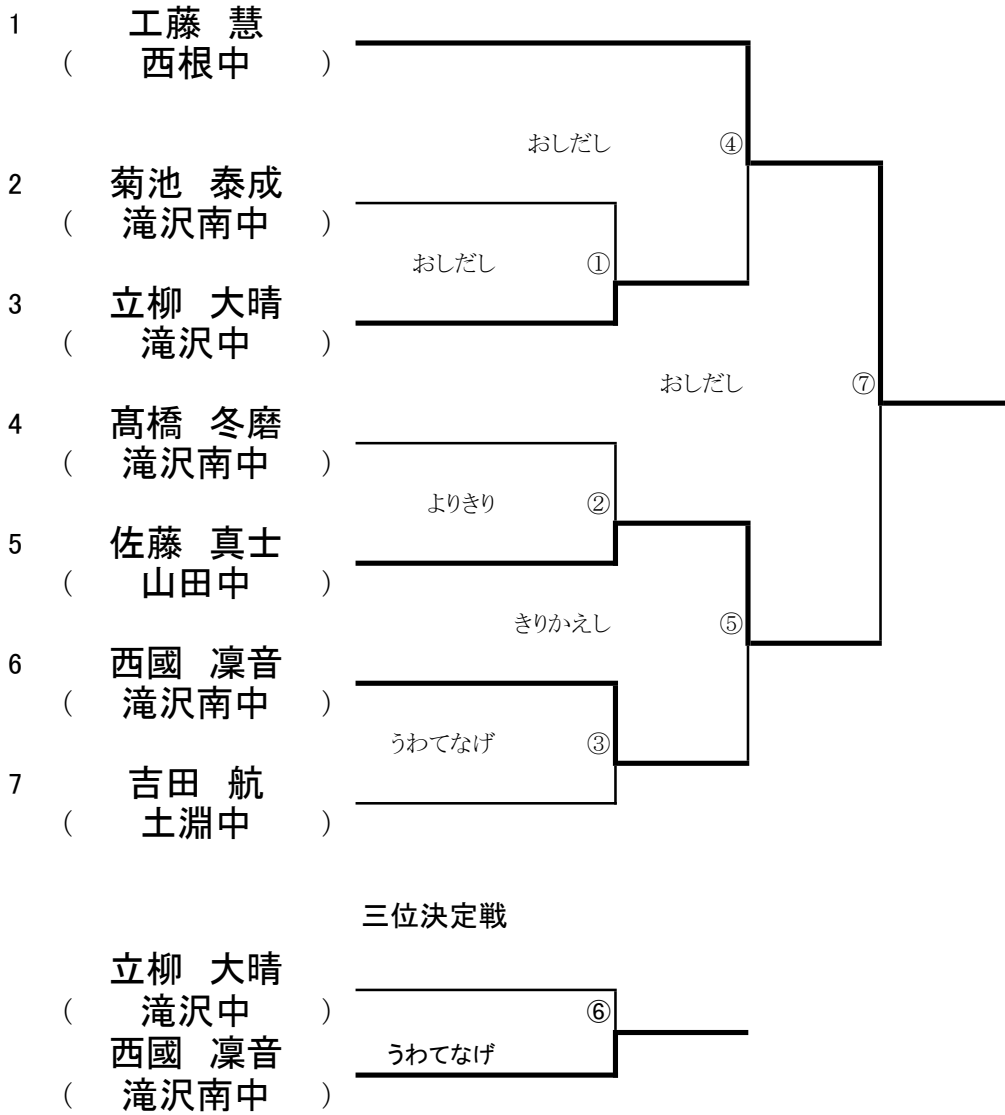 1 工藤 慧
( 西根中 )
おしだし ④
2 菊池 泰成
( 滝沢南中 )
おしだし ①
3 立柳 大晴
( 滝沢中 )
おしだし ⑦
4 髙橋 冬磨
( 滝沢南中 )
よりきり ②
5 佐藤 真士
( 山田中 )
きりかえし ⑤
6 西國 凜音
( 滝沢南中 )
うわてなげ ③
7 吉田 航
( 土淵中 )
三位決定戦
立柳 大晴
( 滝沢中 ) ⑥
西國 凜音 うわてなげ
( 滝沢南中 )